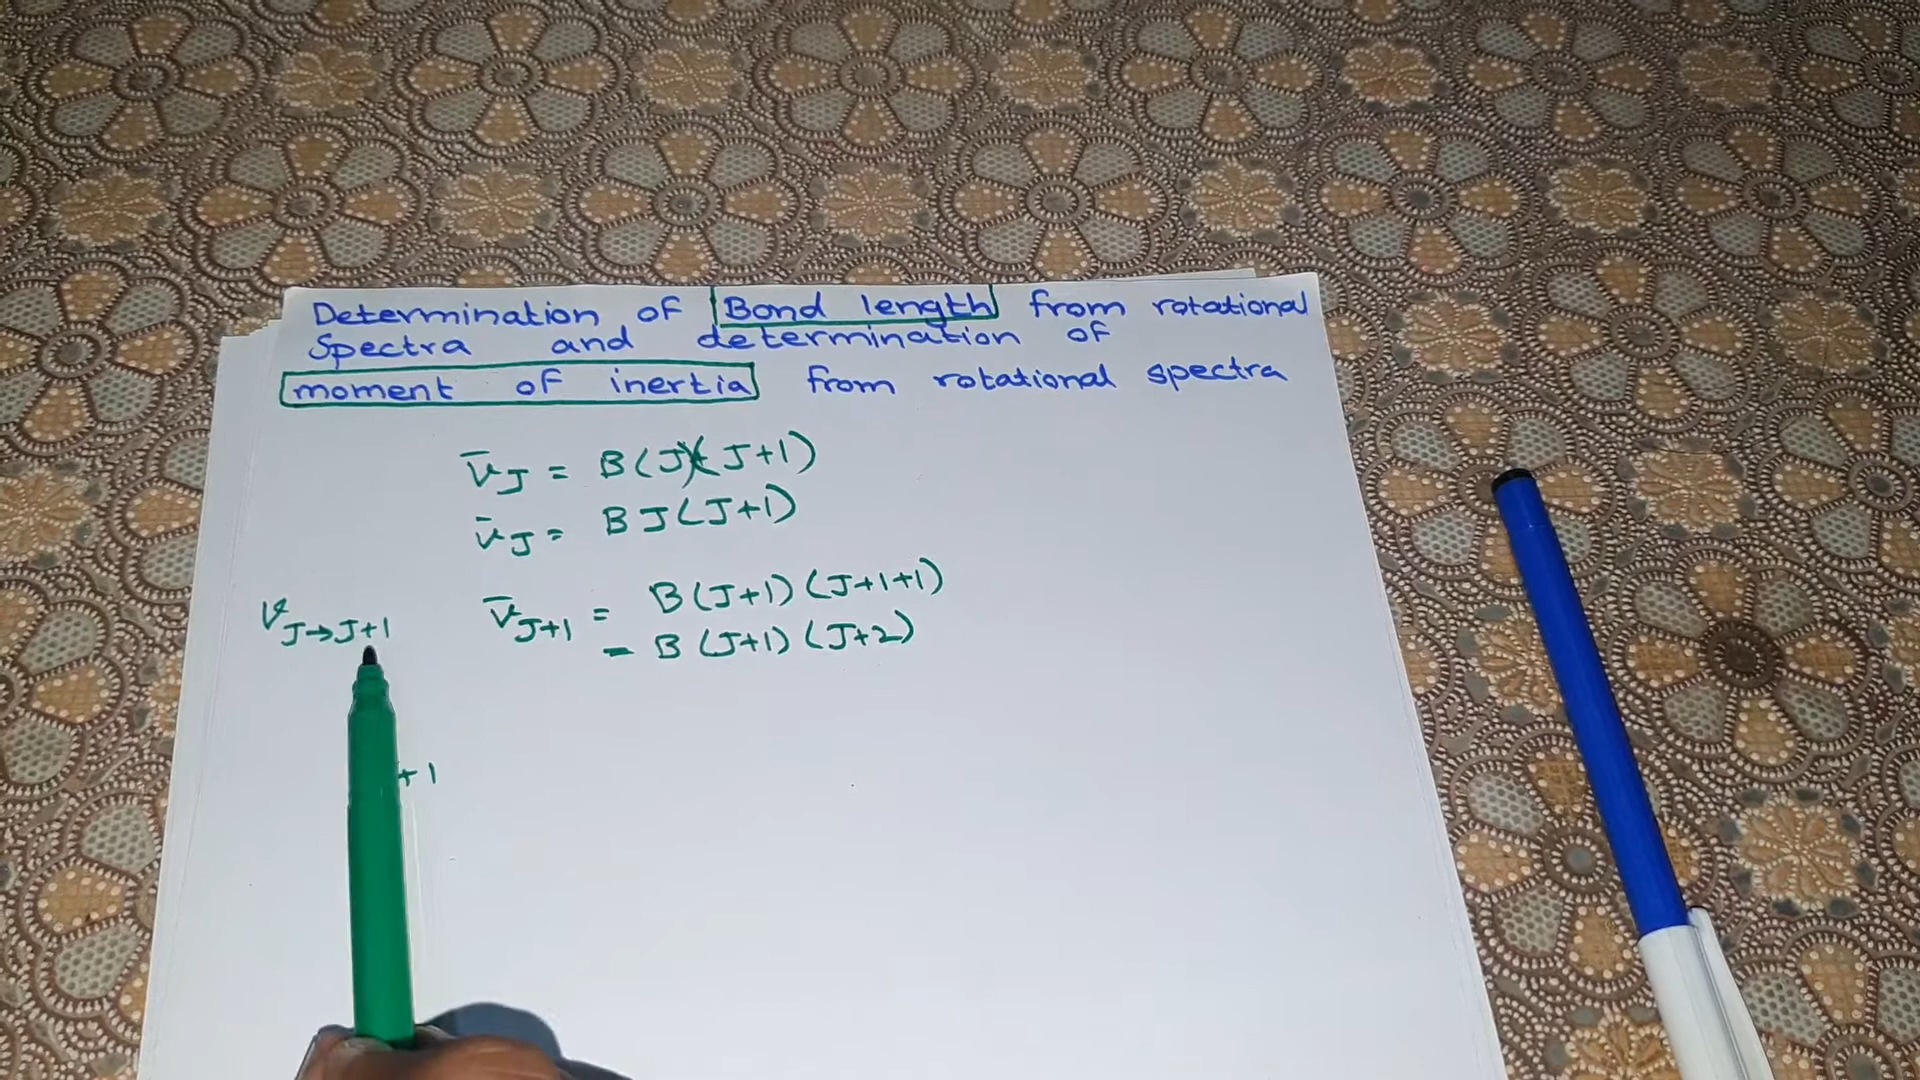 Determination of Bond length from rotational
Spectra and determination of
moment of inertia from rotational spectra
ν̄J = B(J)(J+1)
ν̄J = BJ(J+1)
ν̄J+1 = B(J+1)(J+1+1)
νJ→J+1
= B(J+1)(J+2)
+1